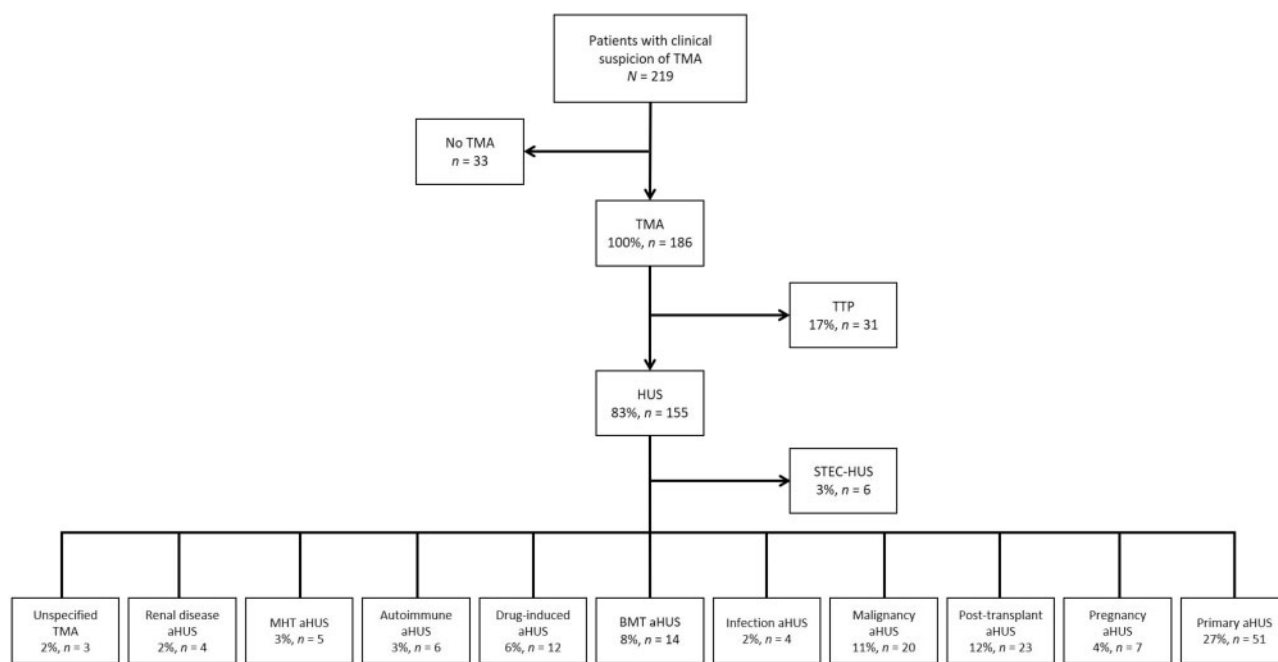 Patients with clinical
suspicion of TMA
N = 219
No TMA
n = 33
TMA
100%, n = 186
TTP
17%, n = 31
HUS
83%, n = 155
STEC-HUS
3%, n = 6
Unspecified
TMA
2%, n = 3
Renal disease
aHUS
2%, n = 4
MHT aHUS
3%, n = 5
Autoimmune
aHUS
3%, n = 6
Drug-induced
aHUS
6%, n = 12
BMT aHUS
8%, n = 14
Infection aHUS
2%, n = 4
Malignancy
aHUS
11%, n = 20
Post-transplant
aHUS
12%, n = 23
Pregnancy
aHUS
4%, n = 7
Primary aHUS
27%, n = 51